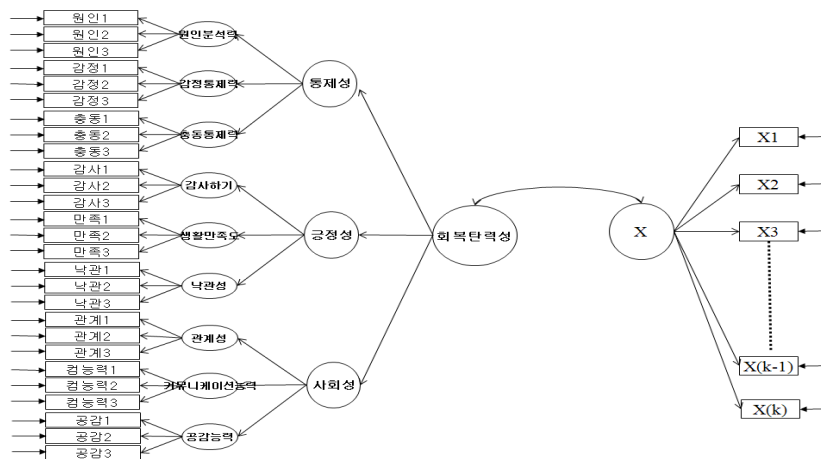 원인1
원인2
원인3
감정1
감정2
감정3
충동1
충동2
충동3
감사1
감사2
감사3
만족1
만족2
만족3
낙관1
낙관2
낙관3
관계1
관계2
관계3
컴능력1
컴능력2
컴능력3
공감1
공감2
공감3
원인분석력
감정통제력
충동통제력
감사하기
생활만족도
낙관성
관계성
커뮤니케이션능력
공감능력
통제성
긍정성
사회성
회복탄력성
X
X1
X2
X3
X(k-1)
X(k)